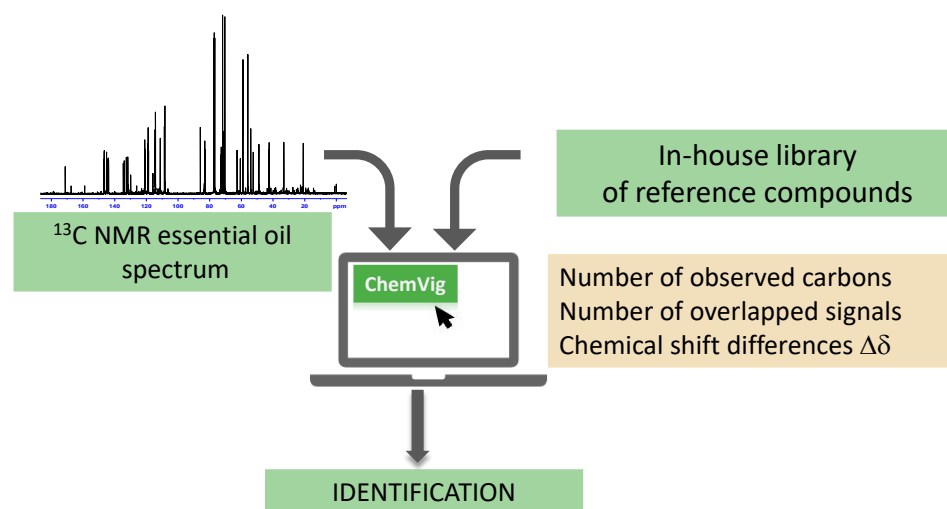 180 160 140 120 100 80 60 40 20 ppm
¹³C NMR essential oil
spectrum
In-house library
of reference compounds
ChemVig
Number of observed carbons
Number of overlapped signals
Chemical shift differences Δδ
IDENTIFICATION